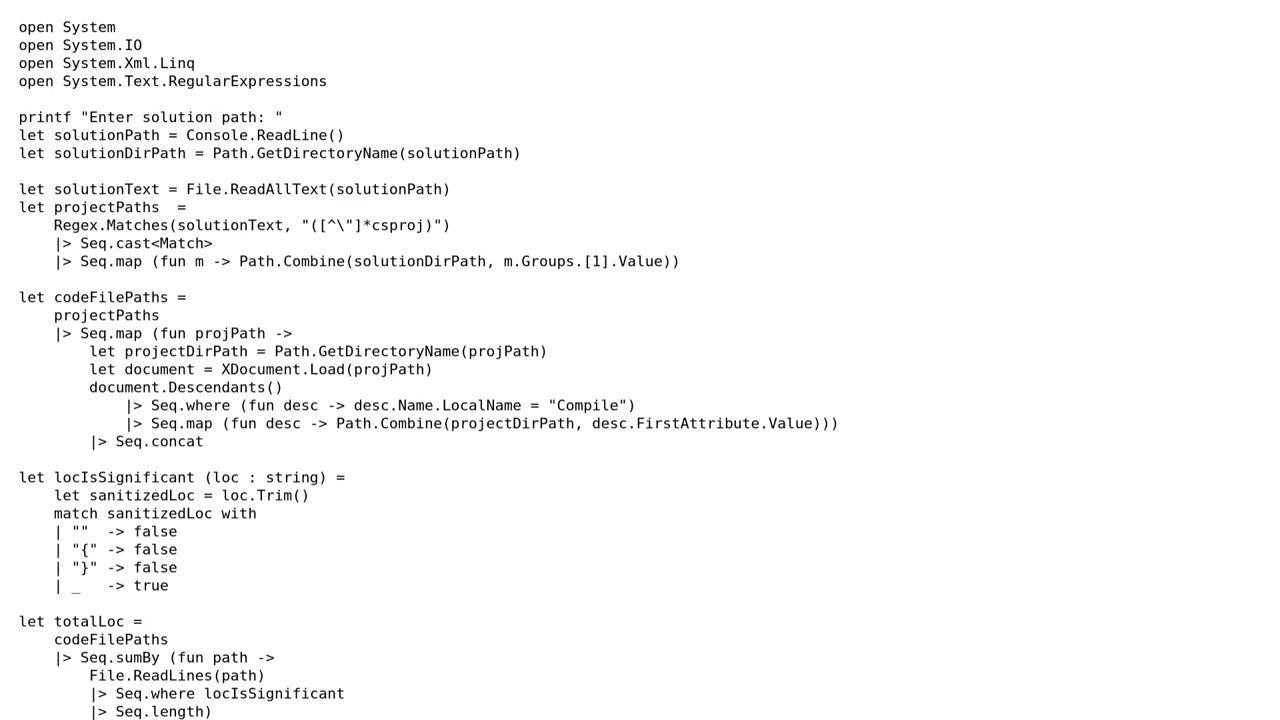 open System
open System.IO
open System.Xml.Linq
open System.Text.RegularExpressions

printf "Enter solution path: "
let solutionPath = Console.ReadLine()
let solutionDirPath = Path.GetDirectoryName(solutionPath)

let solutionText = File.ReadAllText(solutionPath)
let projectPaths  =
    Regex.Matches(solutionText, "([^\"]*csproj)")
    |> Seq.cast<Match>
    |> Seq.map (fun m -> Path.Combine(solutionDirPath, m.Groups.[1].Value))

let codeFilePaths =
    projectPaths
    |> Seq.map (fun projPath ->
        let projectDirPath = Path.GetDirectoryName(projPath)
        let document = XDocument.Load(projPath)
        document.Descendants()
            |> Seq.where (fun desc -> desc.Name.LocalName = "Compile")
            |> Seq.map (fun desc -> Path.Combine(projectDirPath, desc.FirstAttribute.Value)))
        |> Seq.concat

let locIsSignificant (loc : string) =
    let sanitizedLoc = loc.Trim()
    match sanitizedLoc with
    | ""  -> false
    | "{" -> false
    | "}" -> false
    | _   -> true

let totalLoc =
    codeFilePaths
    |> Seq.sumBy (fun path ->
        File.ReadLines(path)
        |> Seq.where locIsSignificant
        |> Seq.length)